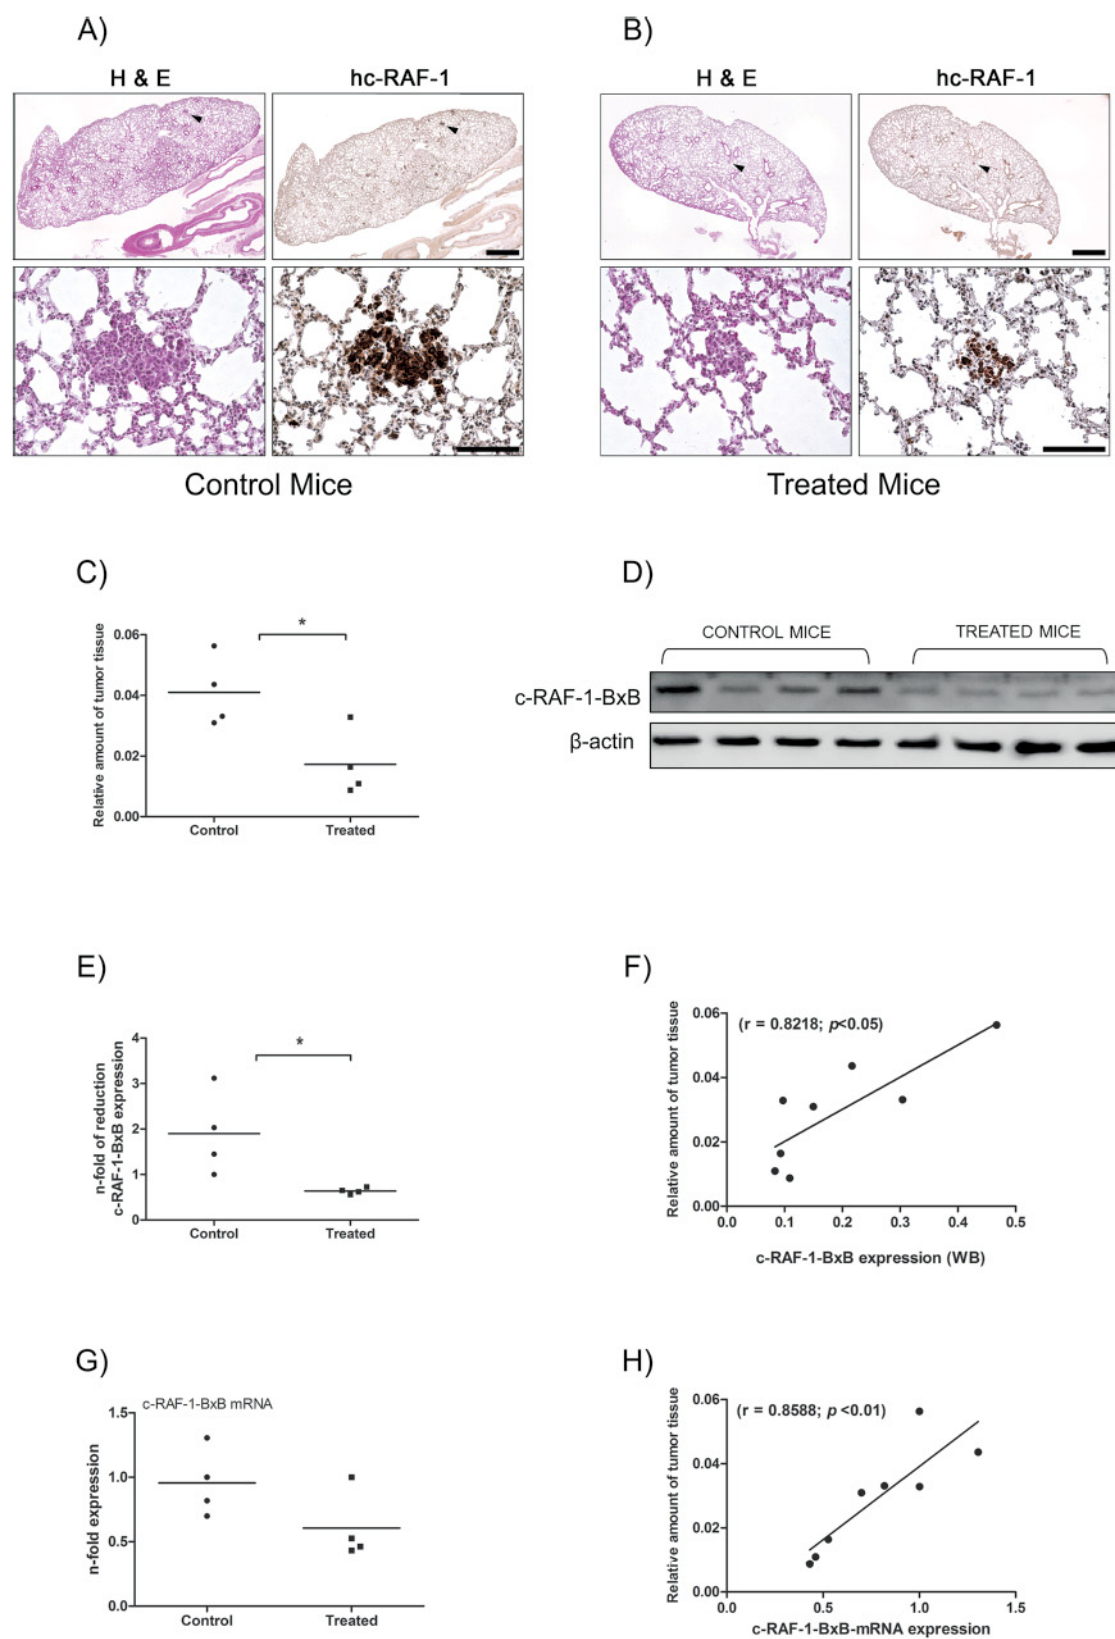 A)
B)
H & E
hc-RAF-1
H & E
hc-RAF-1
Control Mice
Treated Mice
C)
Relative amount of tumor tissue
0.06
0.04
0.02
0.00
*
Control
Treated
D)
CONTROL MICE
TREATED MICE
c-RAF-1-BxB
β-actin
E)
n-fold of reduction
c-RAF-1-BxB expression
4
3
2
1
0
*
Control
Treated
F)
Relative amount of tumor tissue
0.06
0.04
0.02
0.00
(r = 0.8218; p<0.05)
0.0
0.1
0.2
0.3
0.4
0.5
c-RAF-1-BxB expression (WB)
G)
c-RAF-1-BxB mRNA
n-fold expression
1.5
1.0
0.5
0.0
Control
Treated
H)
Relative amount of tumor tissue
0.06
0.04
0.02
0.00
(r = 0.8588; p <0.01)
0.0
0.5
1.0
1.5
c-RAF-1-BxB-mRNA expression